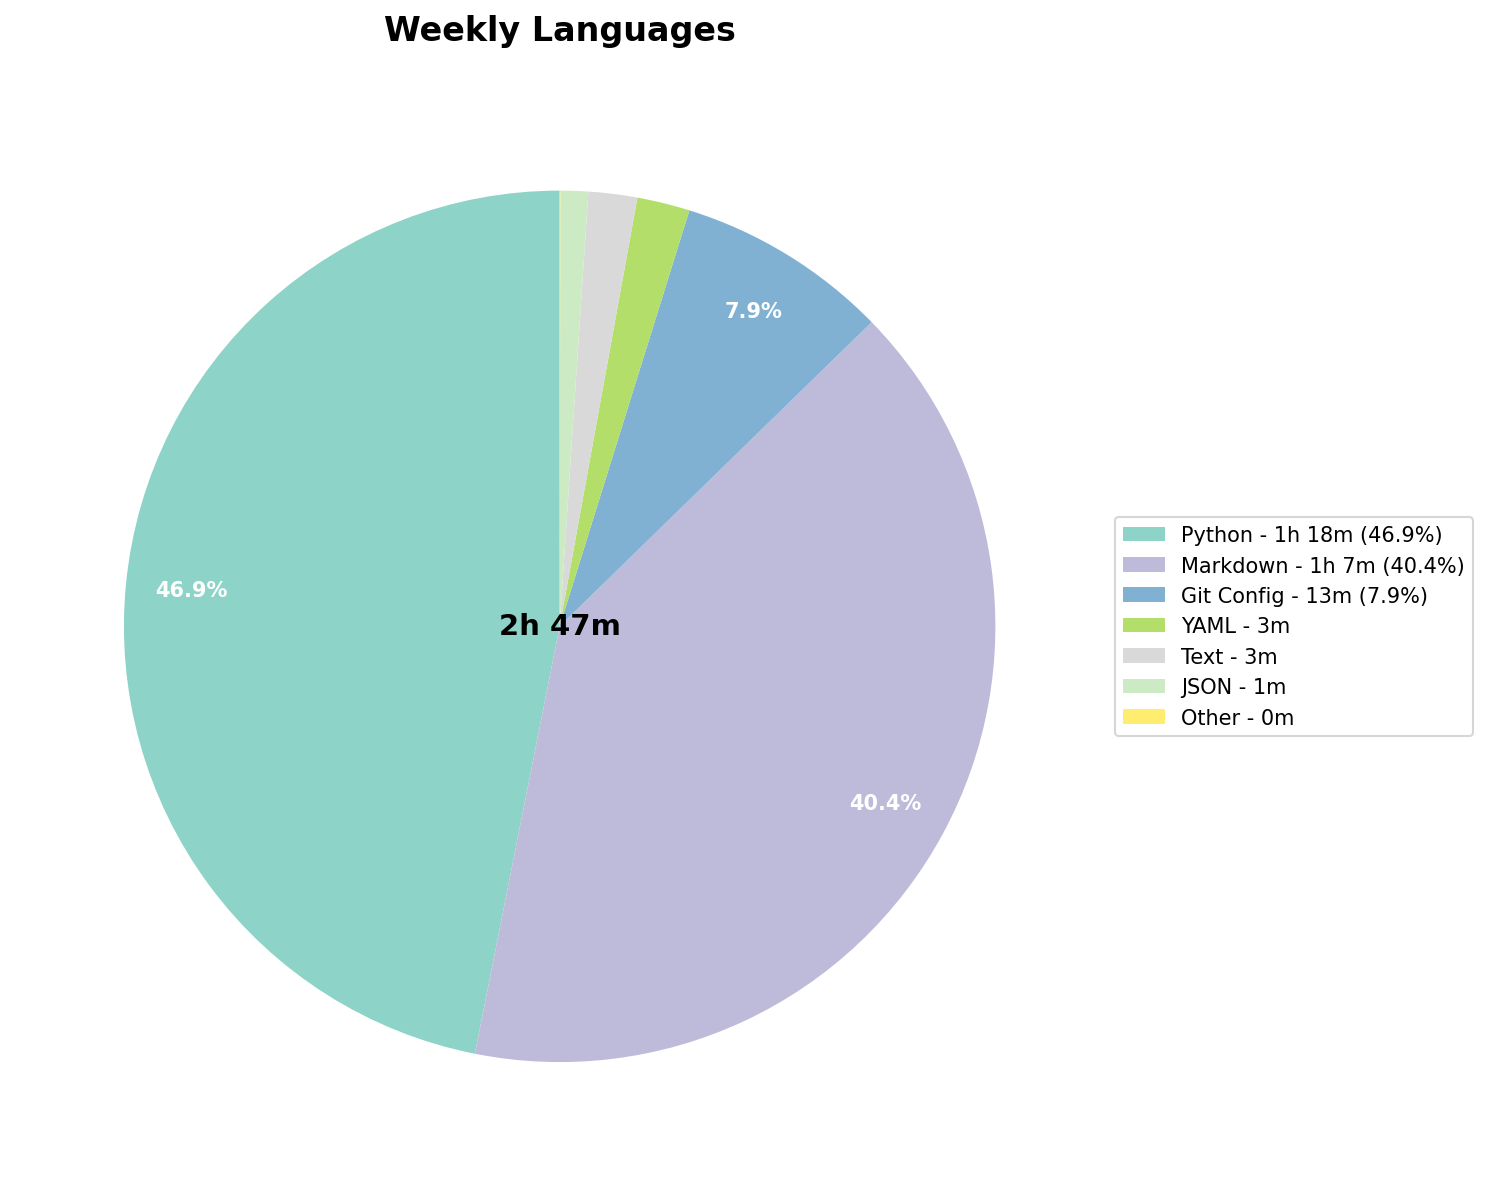 Weekly Languages
7.9%
46.9%
2h 47m
40.4%
Python - 1h 18m (46.9%)
Markdown - 1h 7m (40.4%)
Git Config - 13m (7.9%)
YAML - 3m
Text - 3m
JSON - 1m
Other - 0m